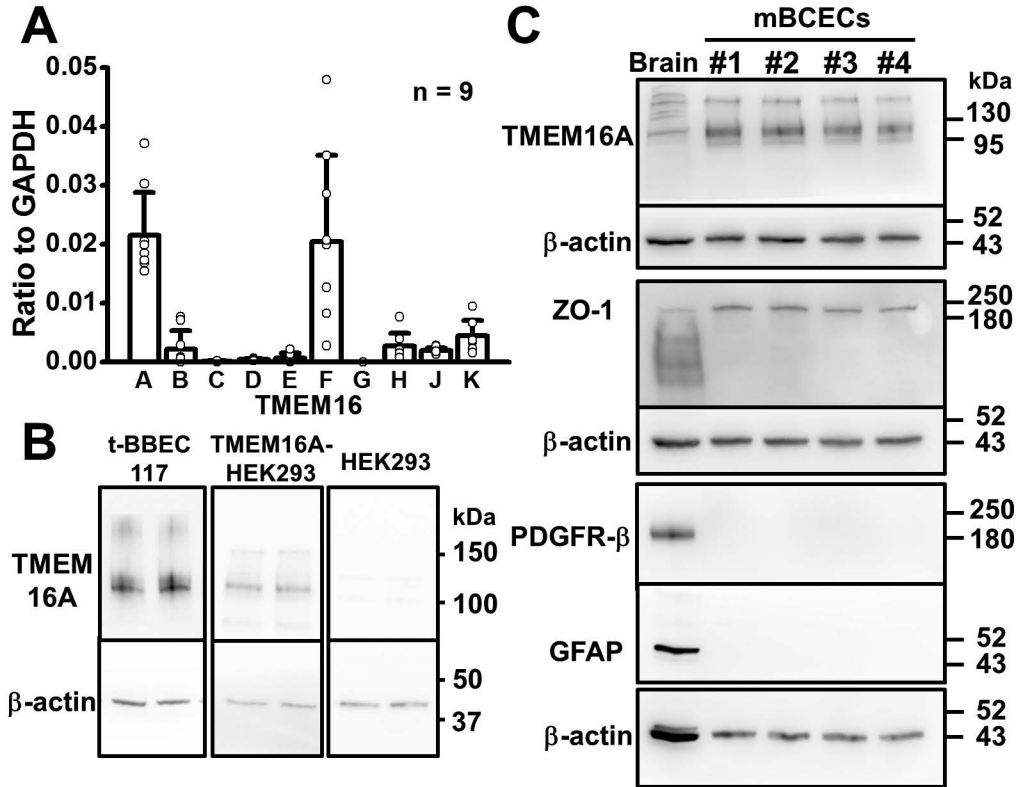 A
Ratio to GAPDH
0.05
0.04
0.03
0.02
0.01
0.00
n = 9
A B C D E F G H J K
TMEM16
B
t-BBEC
117
TMEM16A-
HEK293
HEK293
kDa
TMEM
16A
150
100
β-actin
50
37
C
mBCECs
Brain #1 #2 #3 #4
kDa
TMEM16A
130
95
β-actin
52
43
ZO-1
250
180
β-actin
52
43
PDGFR-β
250
180
GFAP
52
43
β-actin
52
43